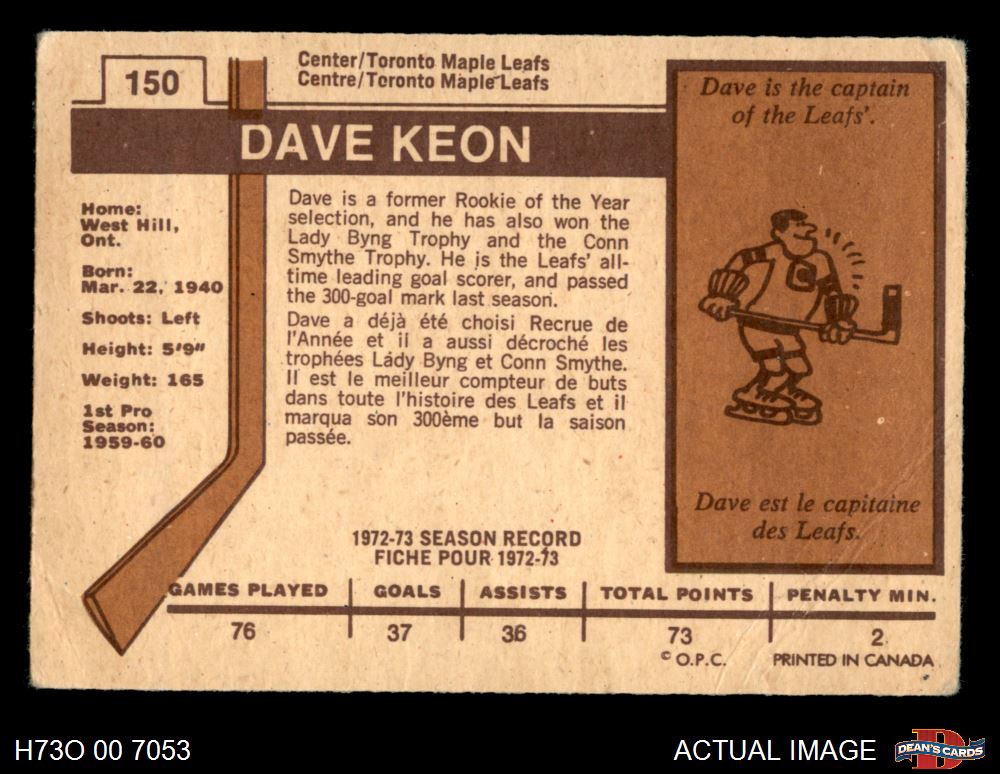 150
Center/Toronto Maple Leafs
Centre/Toronto Maple Leafs
DAVE KEON
Home:
West Hill,
Ont.
Born:
Mar. 22, 1940
Shoots: Left
Height: 5'9"
Weight: 165
1st Pro
Season:
1959-60
Dave is a former Rookie of the Year
selection, and he has also won the
Lady Byng Trophy and the Conn
Smythe Trophy. He is the Leafs' all-
time leading goal scorer, and passed
the 300-goal mark last season.
Dave a déjà été choisi Recrue de
l'Année et il a aussi décroché les
trophées Lády Byng et Conn Smythe.
Il est le meilleur compteur de buts
dans toute l'histoire des Leafs et il
marqua son 300ème but la saison
passée.
Dave is the captain
of the Leafs'.
C
Dave est le capitaine
des Leafs.
1972-73 SEASON RECORD
FICHE POUR 1972-73
GAMES PLAYED GOALS ASSISTS TOTAL POINTS PENALTY MIN.
76 37 36 73 2
© O.P.C. PRINTED IN CANADA
H73O 00 7053
ACTUAL IMAGE
DEAN'S CARDS